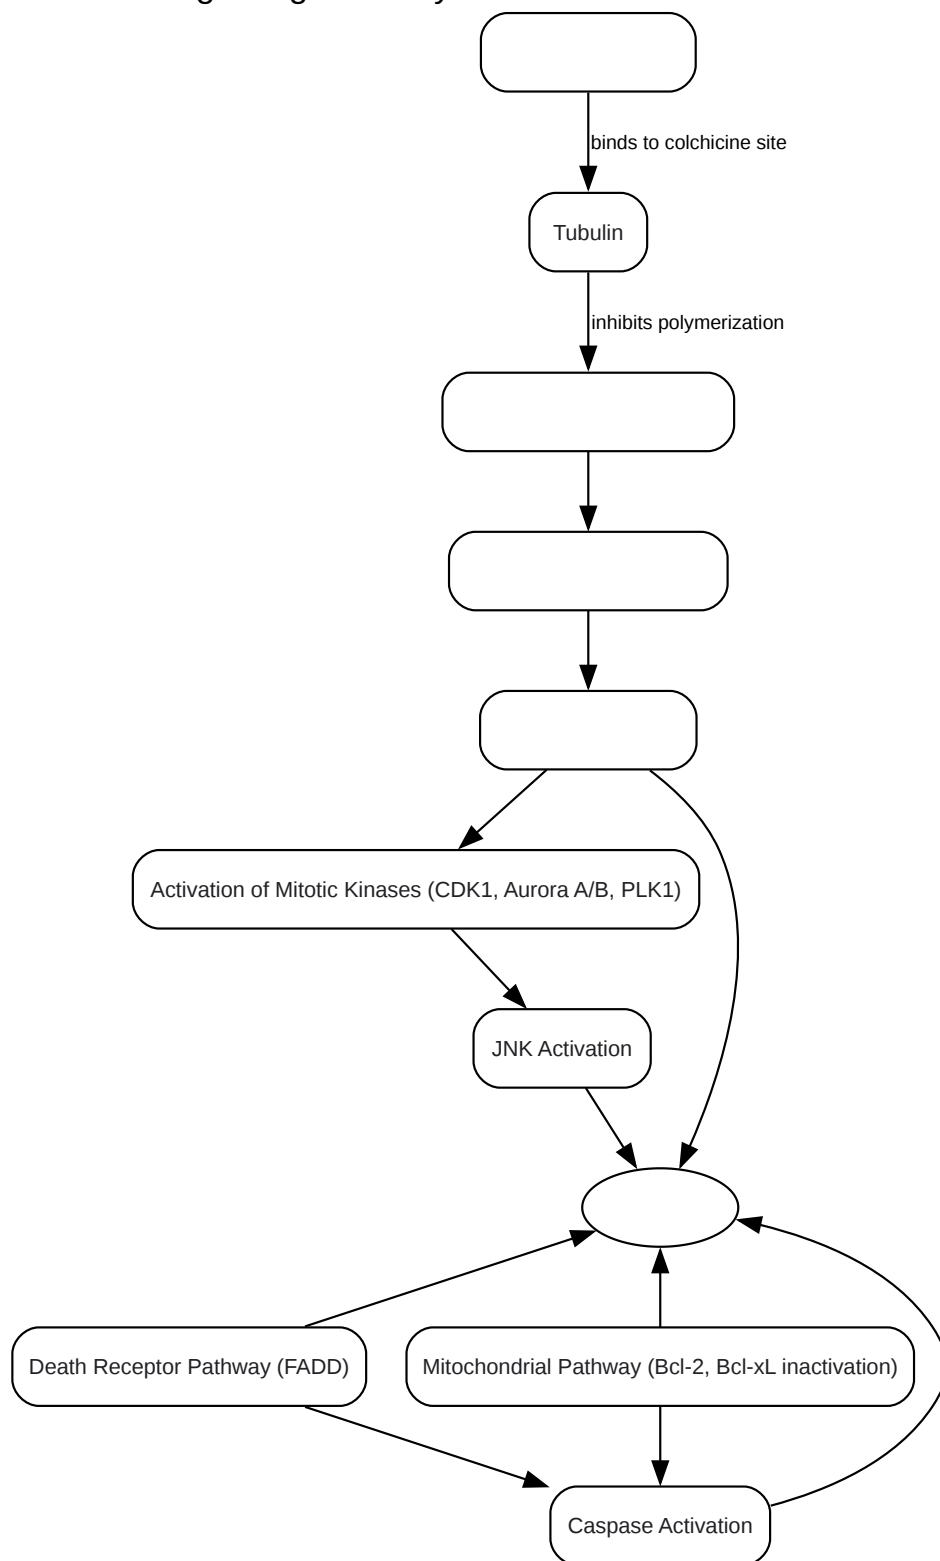 binds to colchicine site
Tubulin
inhibits polymerization
Activation of Mitotic Kinases (CDK1, Aurora A/B, PLK1)
JNK Activation
Death Receptor Pathway (FADD)
Mitochondrial Pathway (Bcl-2, Bcl-xL inactivation)
Caspase Activation